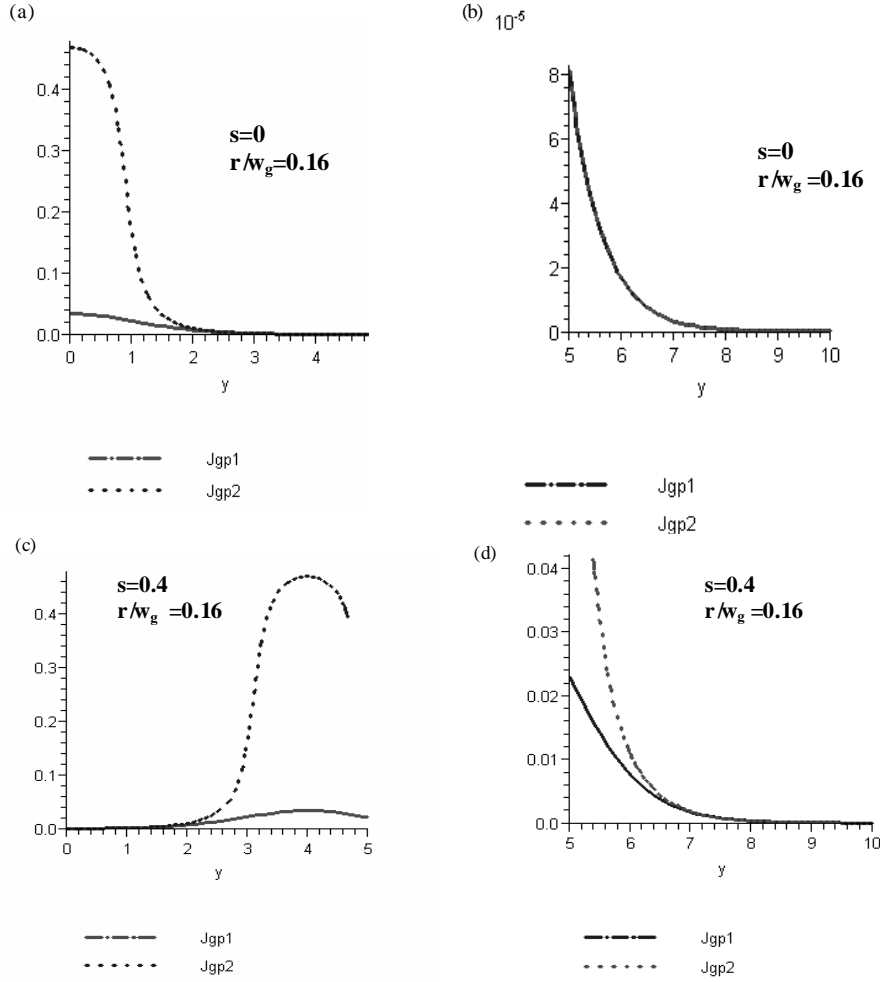 (a)
0.4
0.3
0.2
0.1
0.0
0 1 2 3 4
y
s=0
r/wg=0.16
Jgp1
Jgp2
(b)
10-5
8
6
4
2
0
5 6 7 8 9 10
y
s=0
r/wg=0.16
Jgp1
Jgp2
(c)
0.4
0.3
0.2
0.1
0.0
0 1 2 3 4 5
y
s=0.4
r/wg =0.16
Jgp1
Jgp2
(d)
0.04
0.03
0.02
0.01
0.0
5 6 7 8 9 10
y
s=0.4
r/wg=0.16
Jgp1
Jgp2